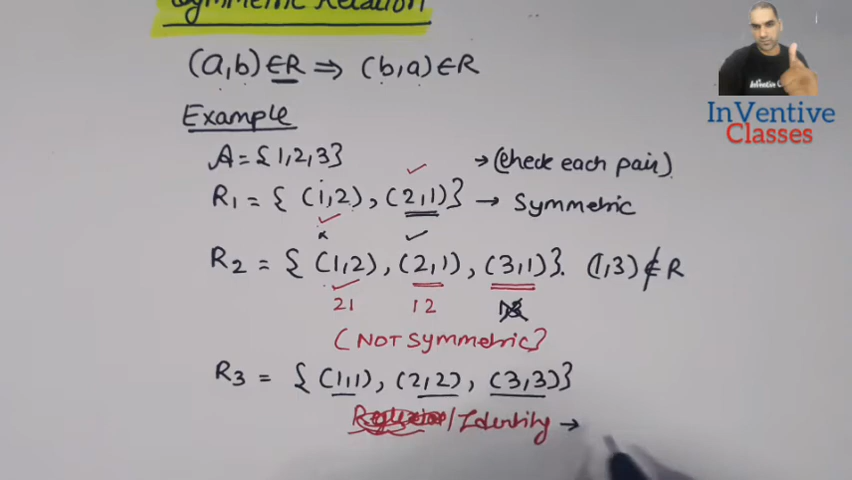 Symmetric Relation
(a,b) ∈ R ⇒ (b,a) ∈ R
Example
A = {1,2,3}
→ (check each pair)
R₁ = { (1,2), (2,1)} → Symmetric
R₂ = { (1,2), (2,1), (3,1)}. (1,3) ∉ R
21 12
(NOT Symmetric)
R₃ = { (1,1), (2,2), (3,3)}
/ Identity →
InVentive
Classes